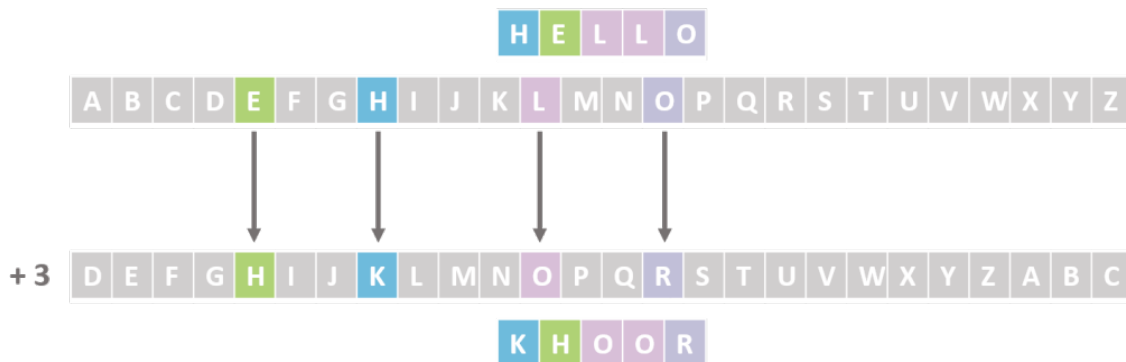 HELLO
A B C D E F G H I J K L M N O P Q R S T U V W X Y Z
+ 3 D E F G H I J K L M N O P Q R S T U V W X Y Z A B C
KHOOR